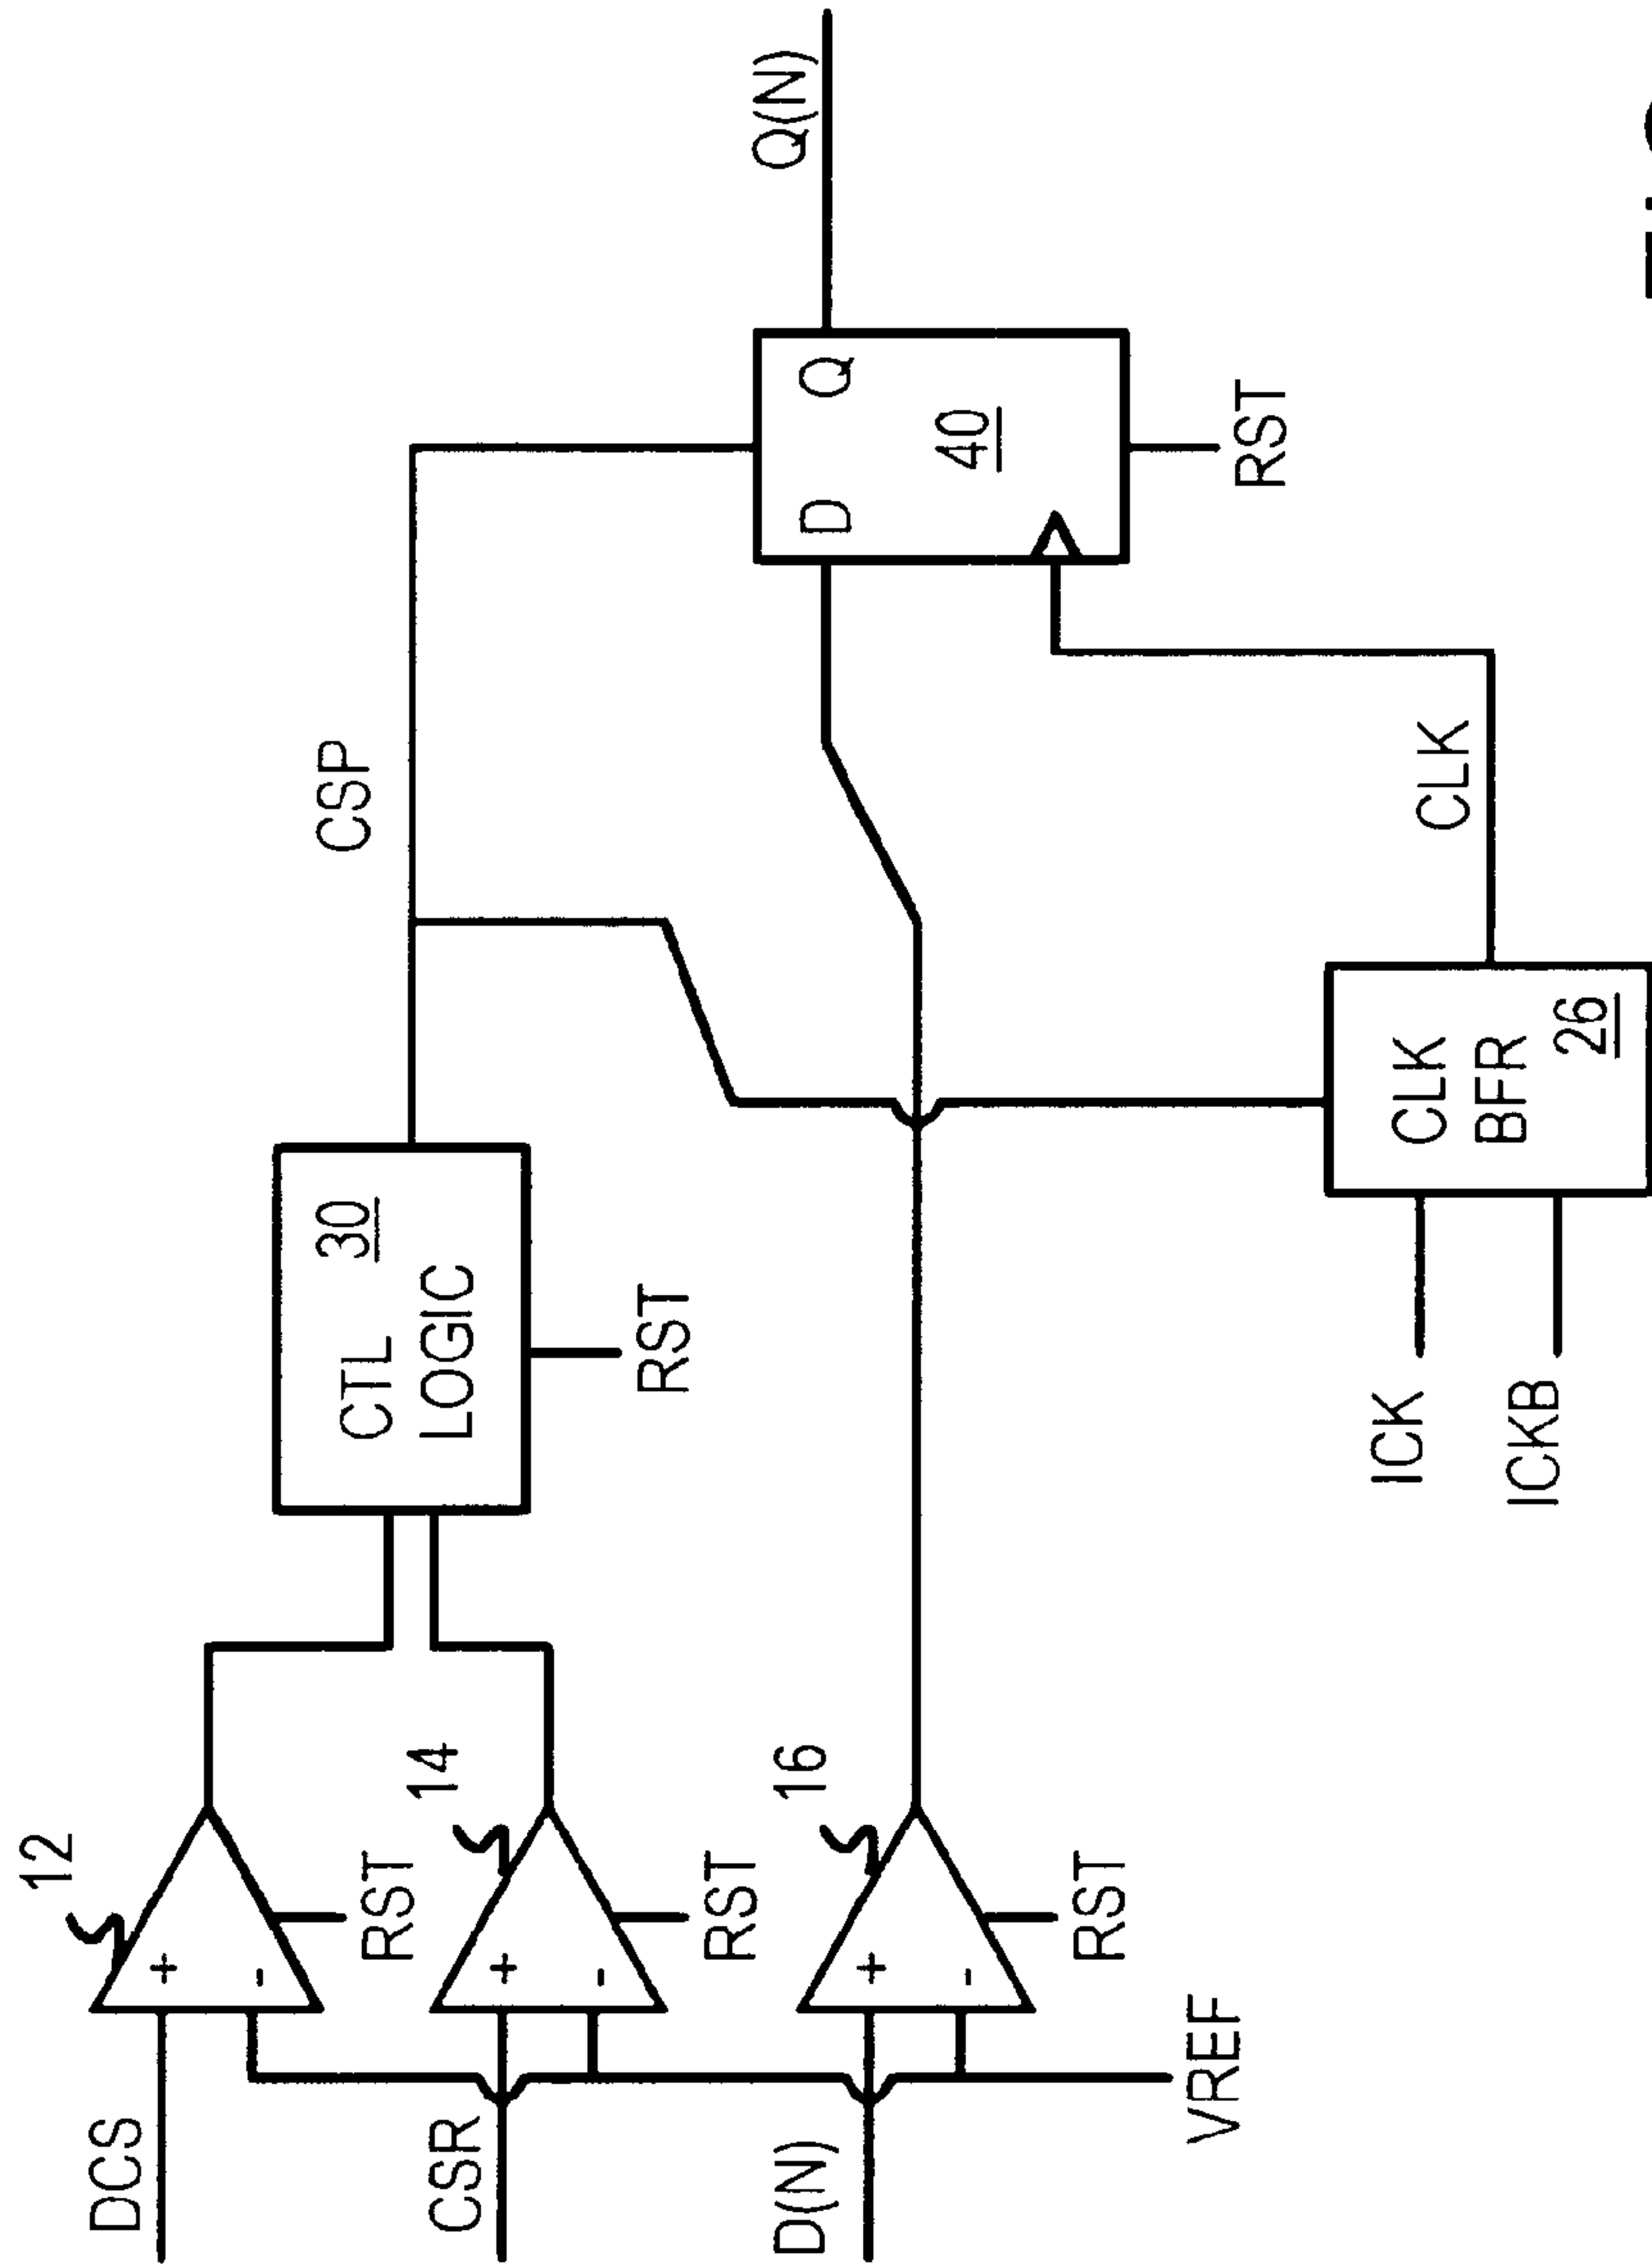 DCS
12
+
-
RST
CSR
14
+
-
RST
D(N)
16
+
-
RST
VREF
30
CTL
LOGIC
RST
CSP
ICK
ICKB
CLK
BFR
26
CLK
D
Q
40
RST
Q(N)